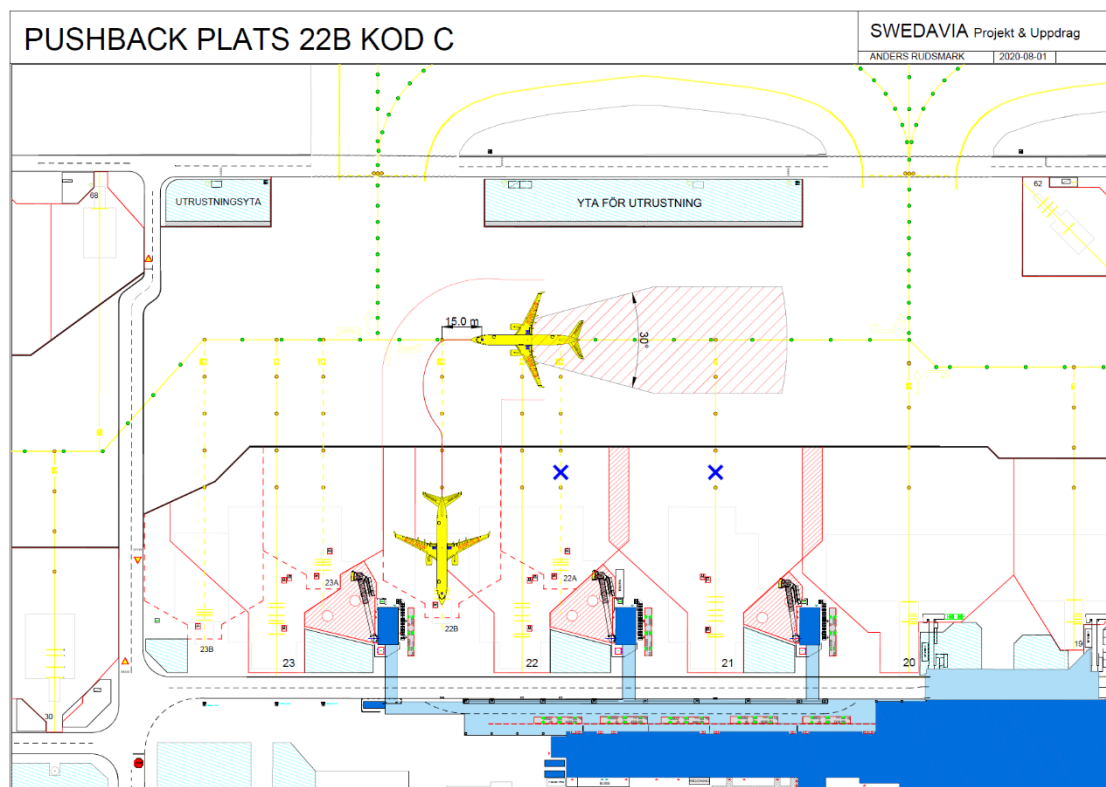 PUSHBACK PLATS 22B KOD C
SWEDAVIA Projekt & Uppdrag
ANDERS RUDSMARK
2020-08-01
68
UTRUSTNINGSYTA
YTA FÖR UTRUSTNING
62
15.0 m
30°
23A
22A
22B
23B
23
22
21
20
19
30